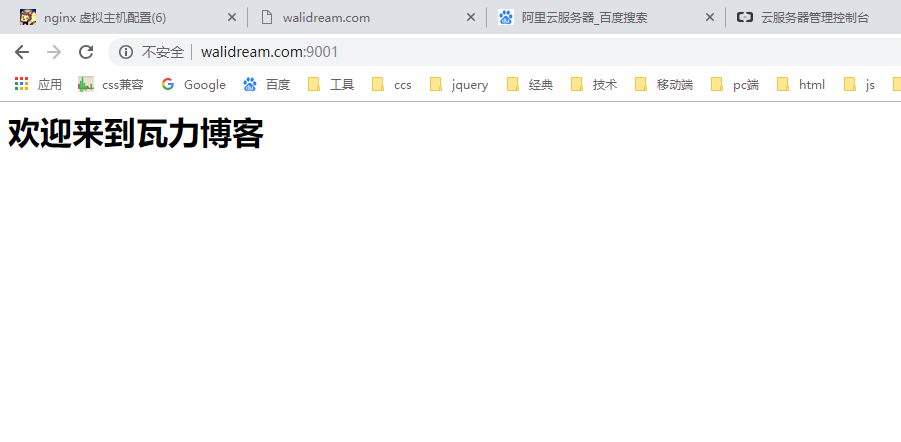 nginx 虚拟主机配置(6)
walidream.com
阿里云服务器_百度搜索
云服务器管理控制台
不安全 walidream.com:9001
应用 css兼容 Google 百度 工具 ccs jquery 经典 技术 移动端 pc端 html js
欢迎来到瓦力博客